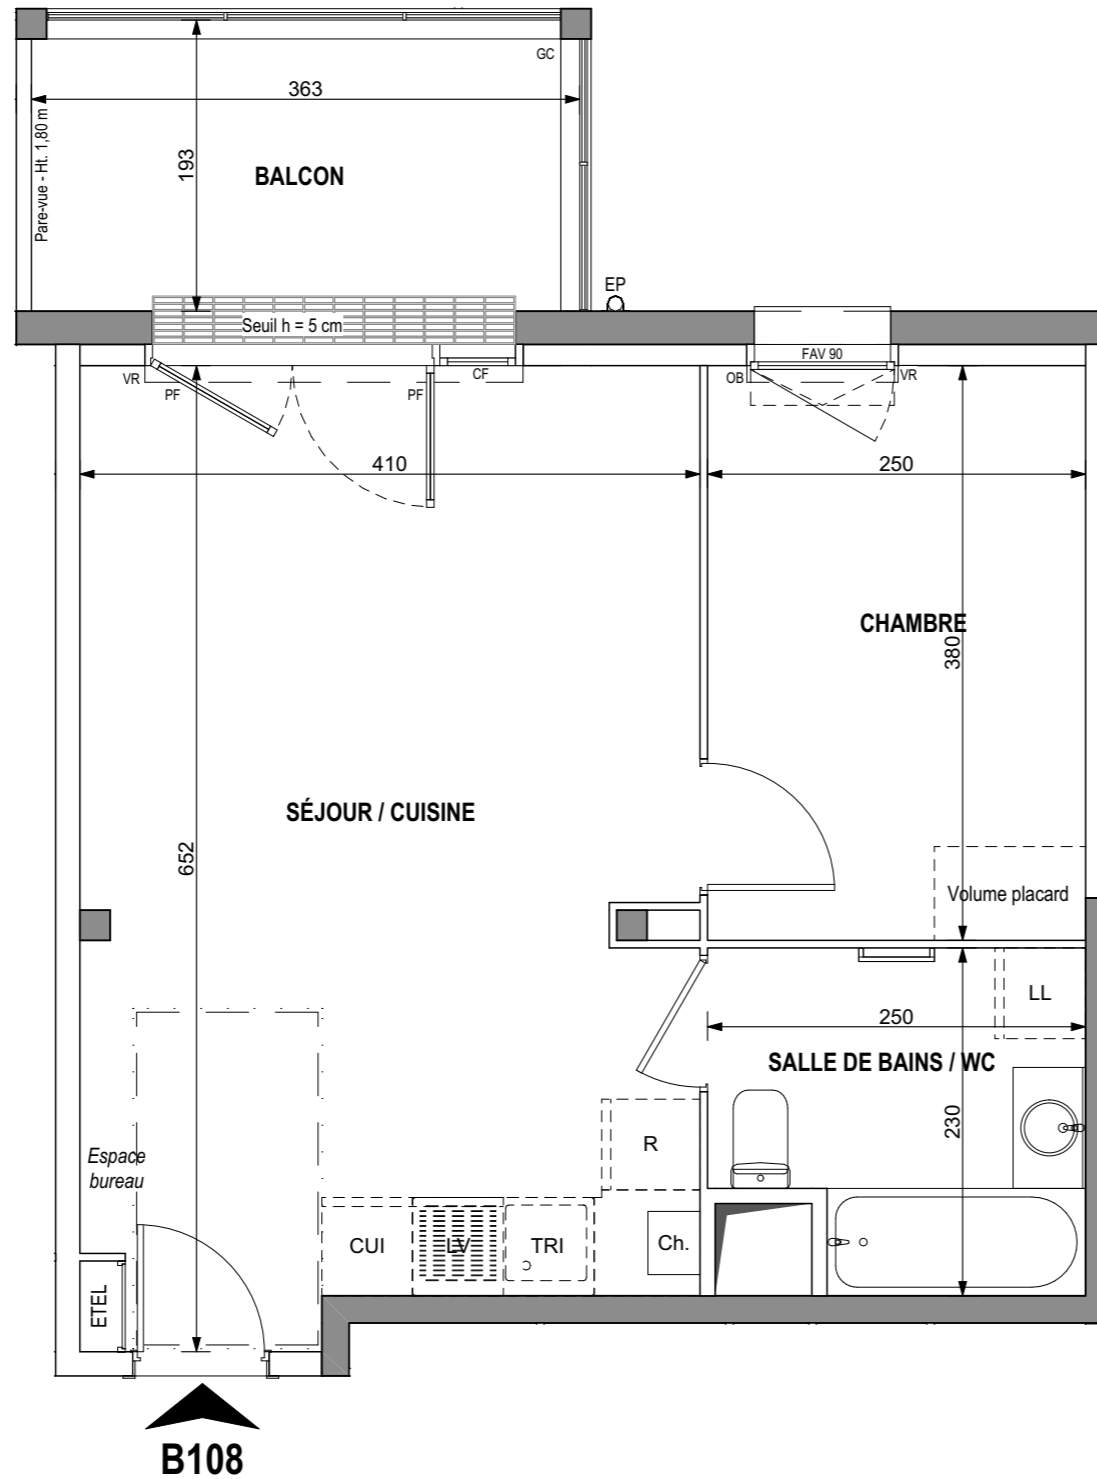 GC
363
Pare-vue - Ht. 1,80 m
193
BALCON
EP
Seuil h = 5 cm
FAV 90
VR
PF
PF
CF
OB
VR
410
250
CHAMBRE
380
SÉJOUR / CUISINE
652
Volume placard
LL
250
SALLE DE BAINS / WC
230
R
Espace
bureau
CUI
LV
TRI
Ch.
ETEL
B108